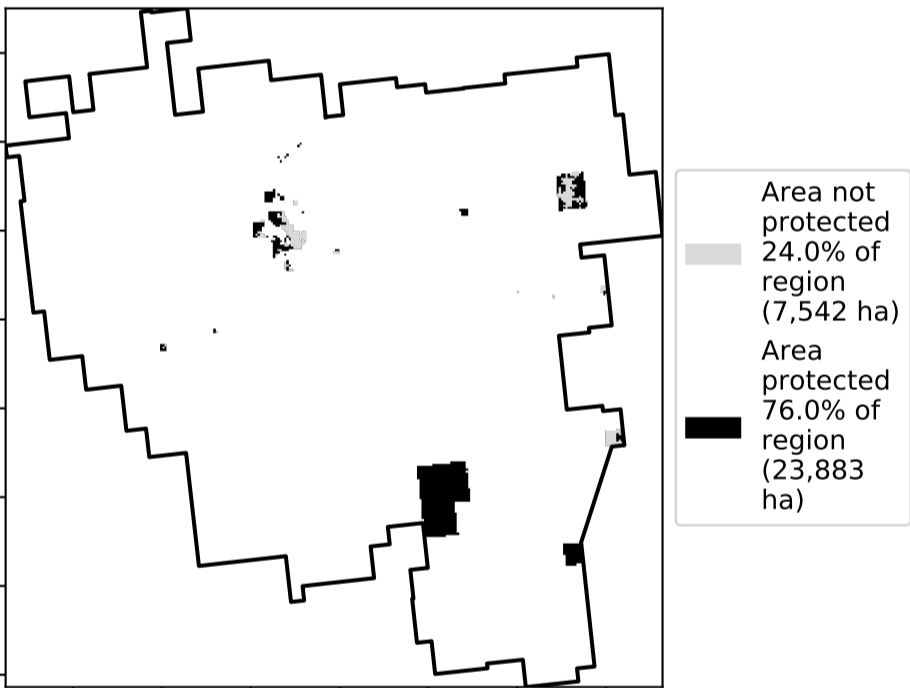 Area not
protected
24.0% of
region
(7,542 ha)
Area
protected
76.0% of
region
(23,883
ha)